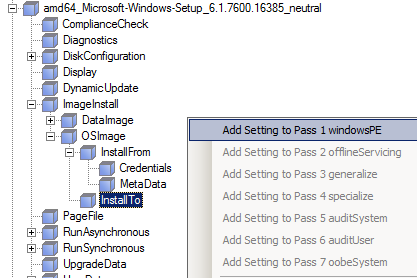 amd64_Microsoft-Windows-Setup_6.1.7600.16385_neutral
ComplianceCheck
Diagnostics
DiskConfiguration
Display
DynamicUpdate
ImageInstall
DataImage
OSImage
InstallFrom
Credentials
MetaData
InstallTo
PageFile
RunAsynchronous
RunSynchronous
UpgradeData
Add Setting to Pass 1 windowsPE
Add Setting to Pass 2 offlineServicing
Add Setting to Pass 3 generalize
Add Setting to Pass 4 specialize
Add Setting to Pass 5 auditSystem
Add Setting to Pass 6 auditUser
Add Setting to Pass 7 oobeSystem